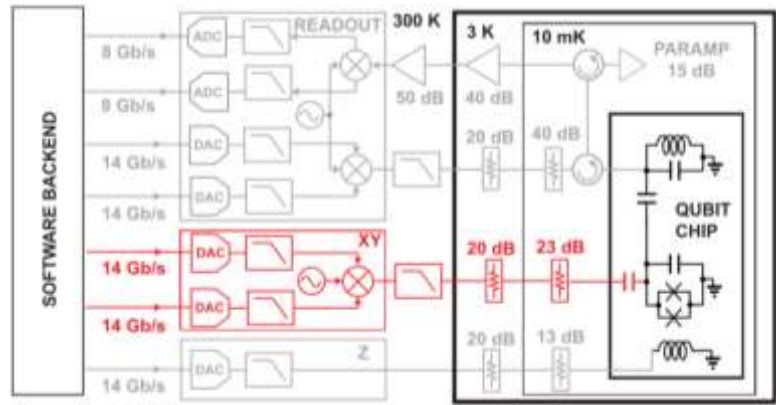 SOFTWARE BACKEND
8 Gb/s
8 Gb/s
14 Gb/s
14 Gb/s
14 Gb/s
14 Gb/s
14 Gb/s
READOUT
ADC
ADC
DAC
DAC
XY
DAC
DAC
Z
DAC
300 K
50 dB
3 K
40 dB
20 dB
20 dB
20 dB
10 mK
PARAMP
15 dB
40 dB
23 dB
13 dB
QUBIT
CHIP